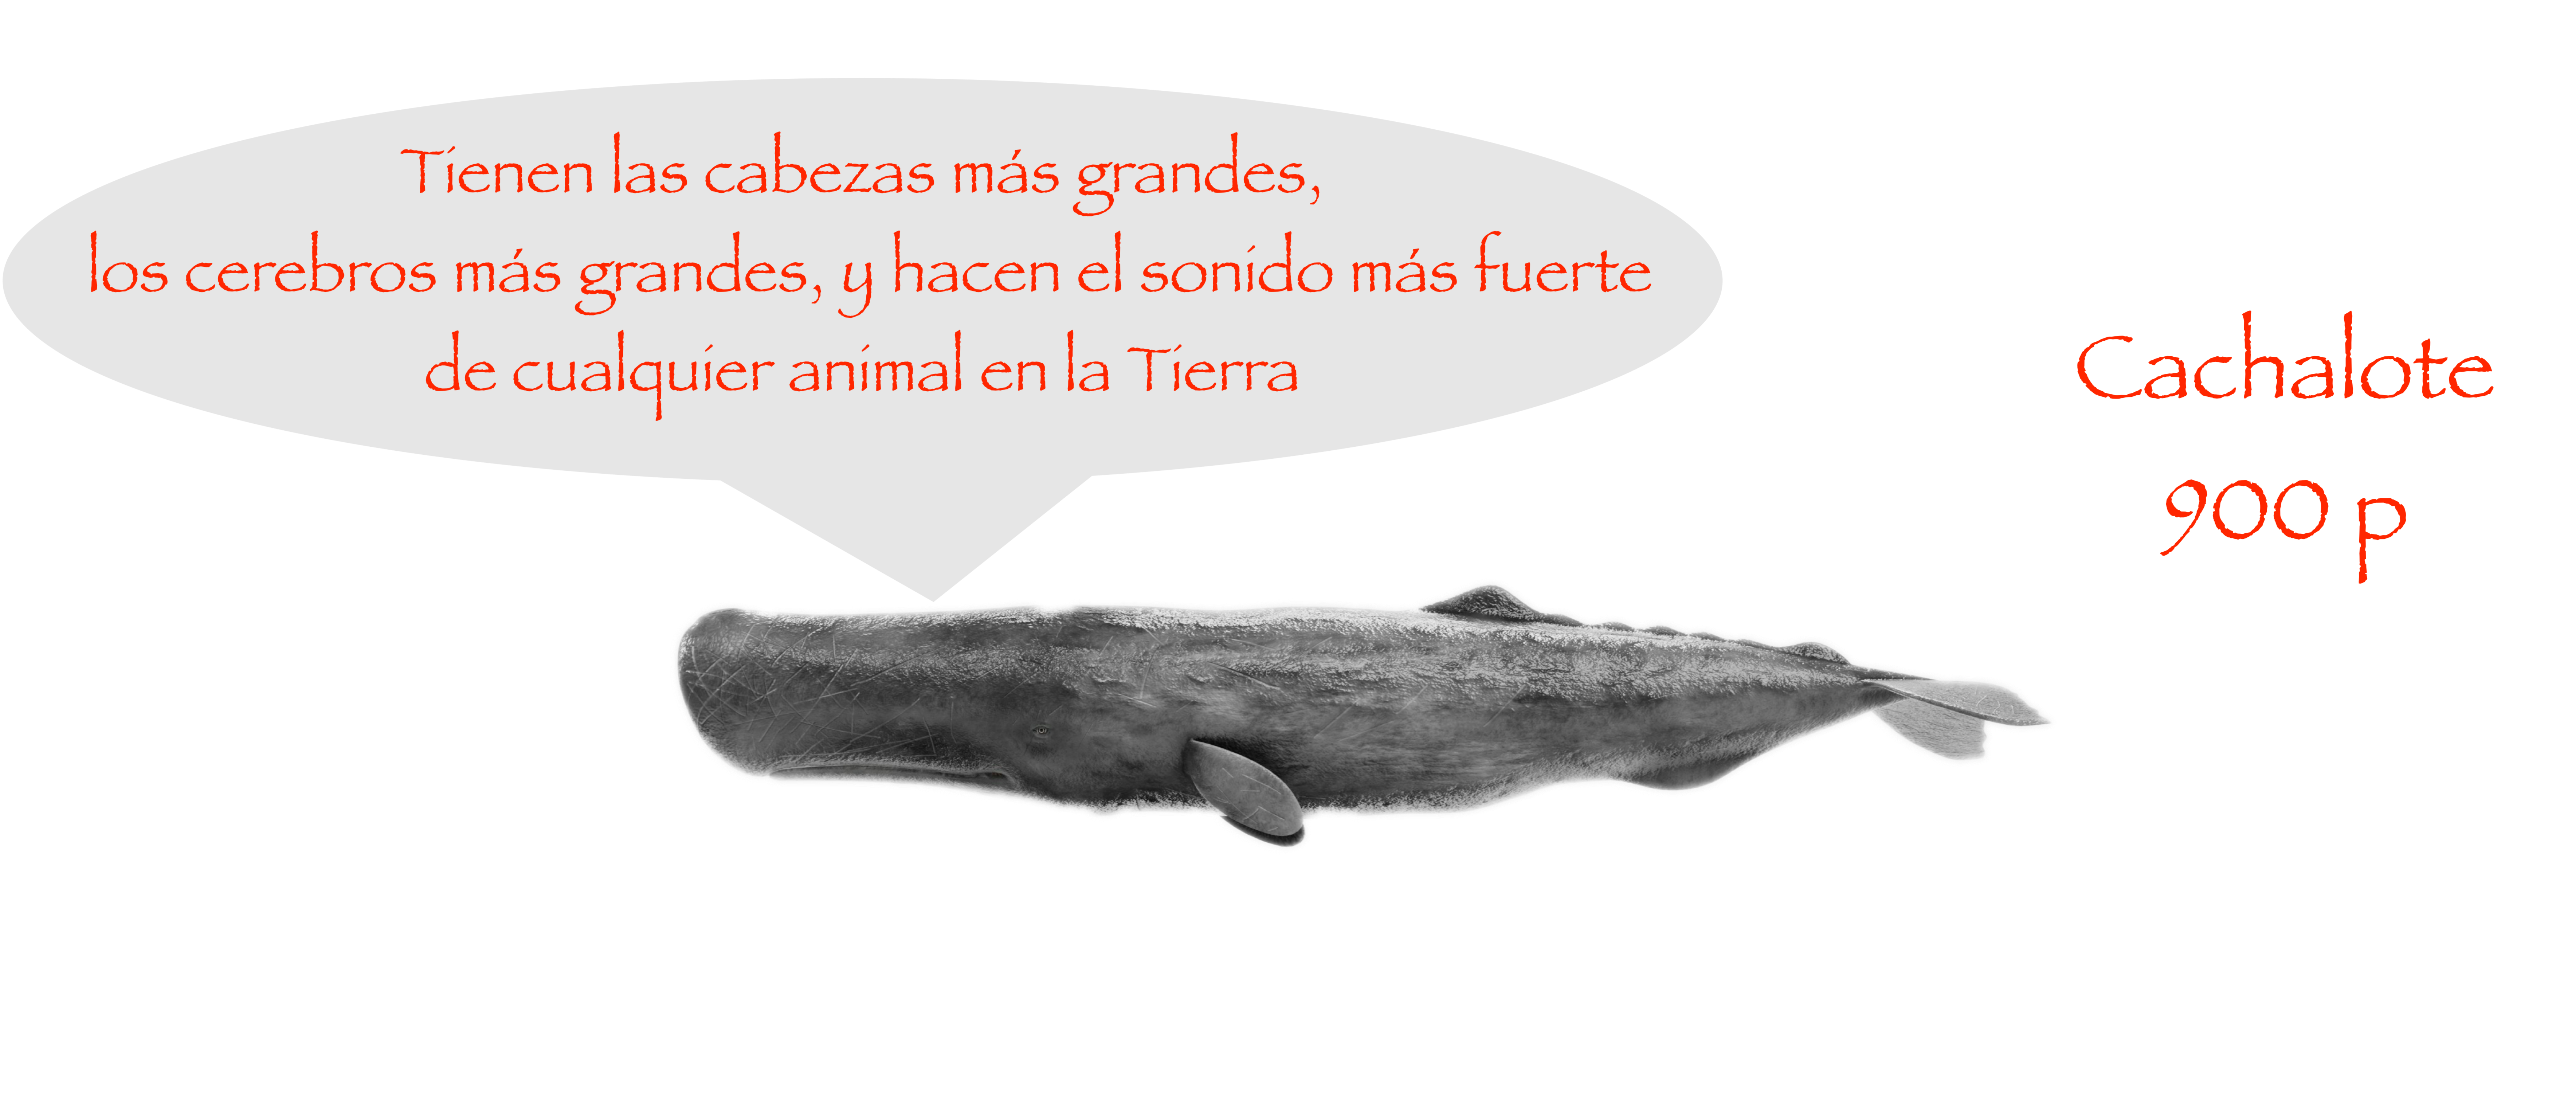 Tienen las cabezas más grandes,
los cerebros más grandes, y hacen el sonido más fuerte
de cualquier animal en la Tierra
Cachalote
900 p